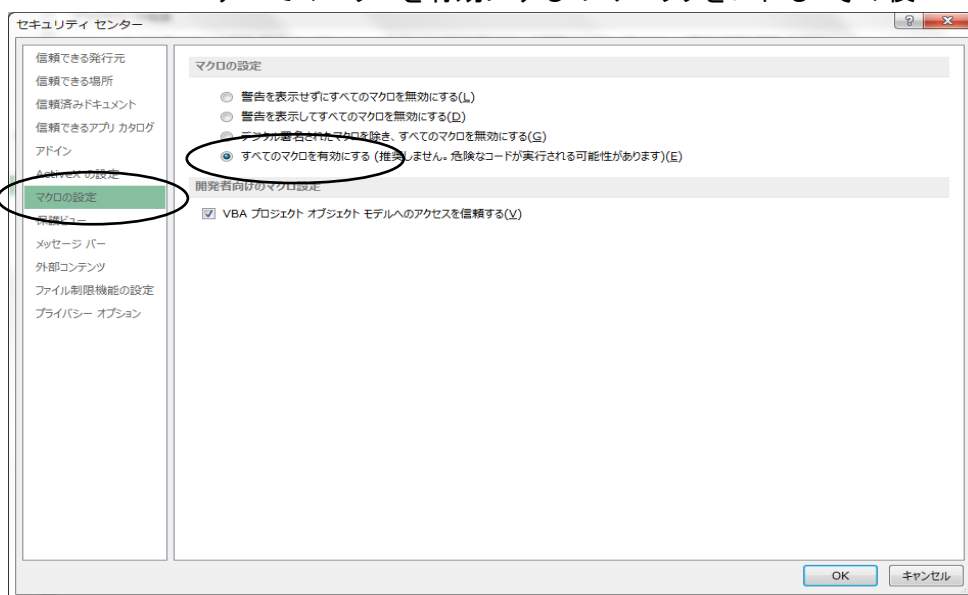 セキュリティ センター
信頼できる発行元
信頼できる場所
信頼済みドキュメント
信頼できるアプリ カタログ
アドイン
ActiveX の設定
マクロの設定
保護ビュー
メッセージ バー
外部コンテンツ
ファイル制限機能の設定
プライバシー オプション
マクロの設定
警告を表示せずにすべてのマクロを無効にする(L)
警告を表示してすべてのマクロを無効にする(D)
デジタル署名されたマクロを除き、すべてのマクロを無効にする(G)
すべてのマクロを有効にする (推奨しません。危険なコードが実行される可能性があります)(E)
開発者向けのマクロ設定
VBA プロジェクト オブジェクト モデルへのアクセスを信頼する(V)
OK
キャンセル